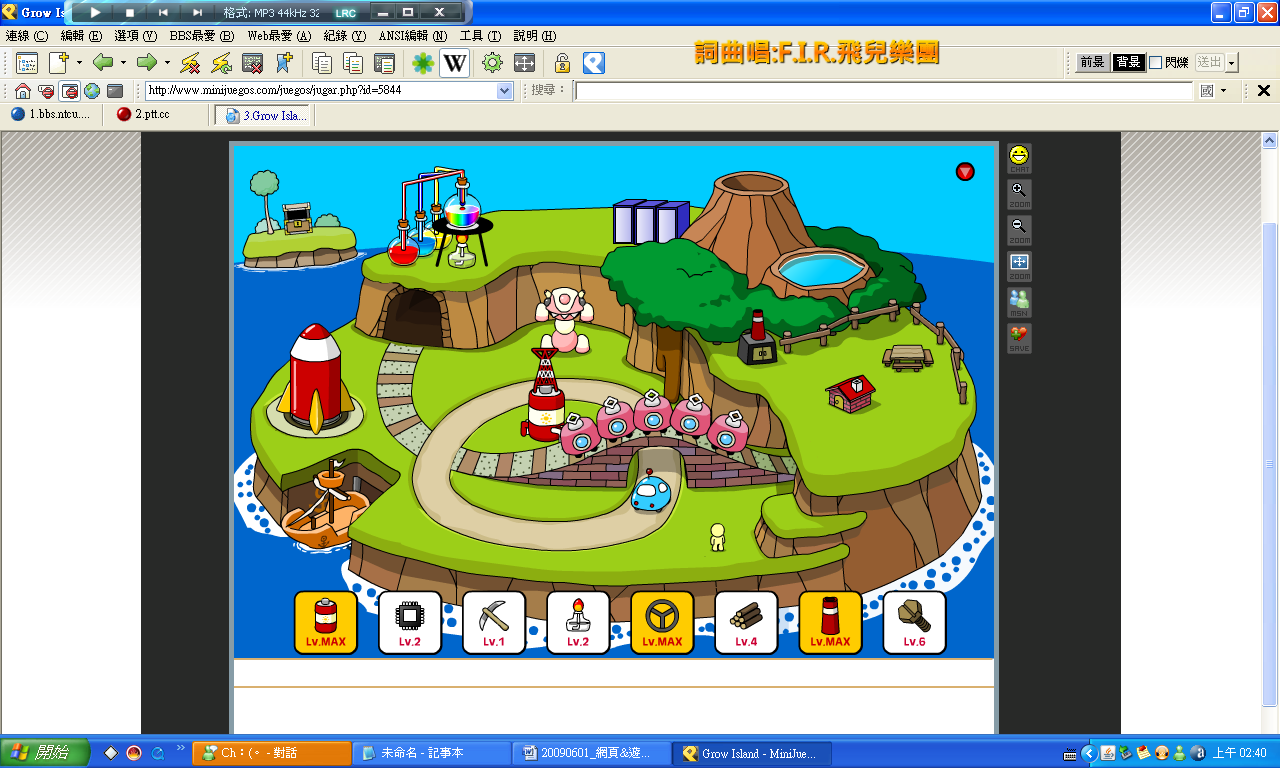 Grow Isl
格式: MP3 44kHz 32
LRC
連線 (C) 編輯 (E) 選項 (V) BBS最愛 (B) Web最愛 (A) 紀錄 (Y) ANSI編輯 (N) 工具 (T) 說明 (H)
詞曲唱:F.I.R.飛兒樂團
W
前景 背景 閃爍 送出
http://www.minijuegos.com/juegos/jugar.php?id=5844
搜尋：
國
1.bbs.ntcu.... 2.ptt.cc 3.Grow Isla...
CHAT
ZOOM
ZOOM
ZOOM
MSN
SAVE
Lv.MAX Lv.2 Lv.1 Lv.2 Lv.MAX Lv.4 Lv.MAX Lv.6
開始 Ch：(。 - 對話 未命名 - 記事本 20090601_網頁&遊... Grow Island - MiniJue... 上午 02:40